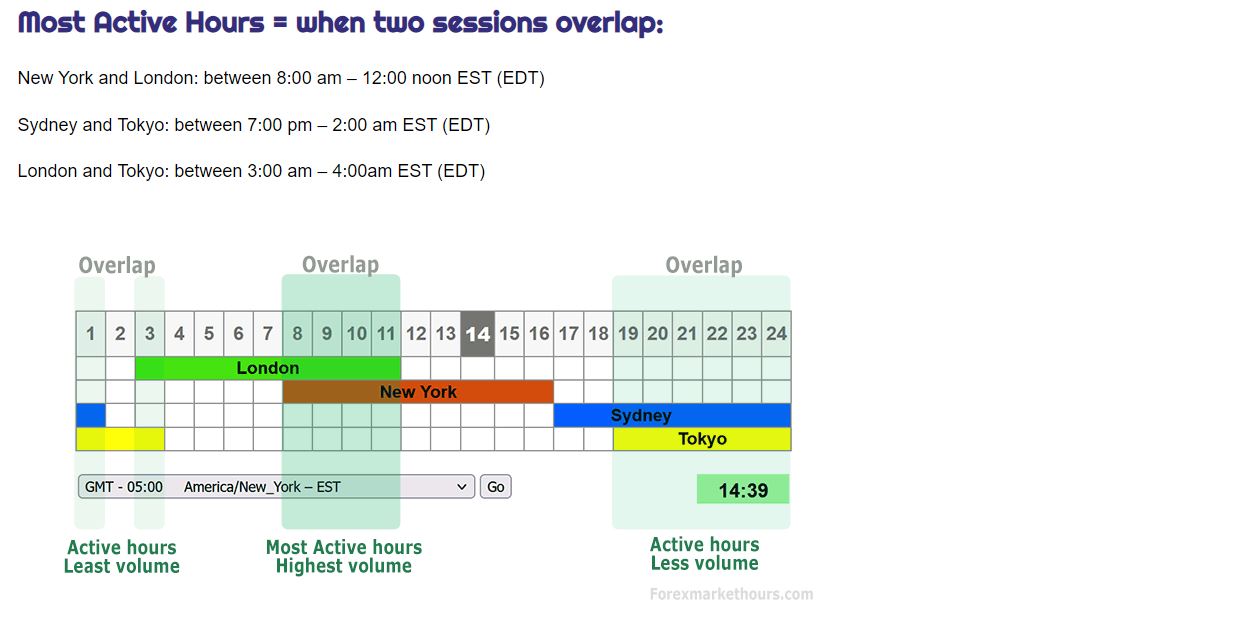 Most Active Hours = when two sessions overlap:
New York and London: between 8:00 am – 12:00 noon EST (EDT)
Sydney and Tokyo: between 7:00 pm – 2:00 am EST (EDT)
London and Tokyo: between 3:00 am – 4:00am EST (EDT)
Overlap Overlap Overlap
1 2 3 4 5 6 7 8 9 10 11 12 13 14 15 16 17 18 19 20 21 22 23 24
London
New York
Sydney
Tokyo
GMT - 05:00 America/New_York – EST Go 14:39
Active hours Most Active hours Active hours
Least volume Highest volume Less volume
Forexmarkethours.com